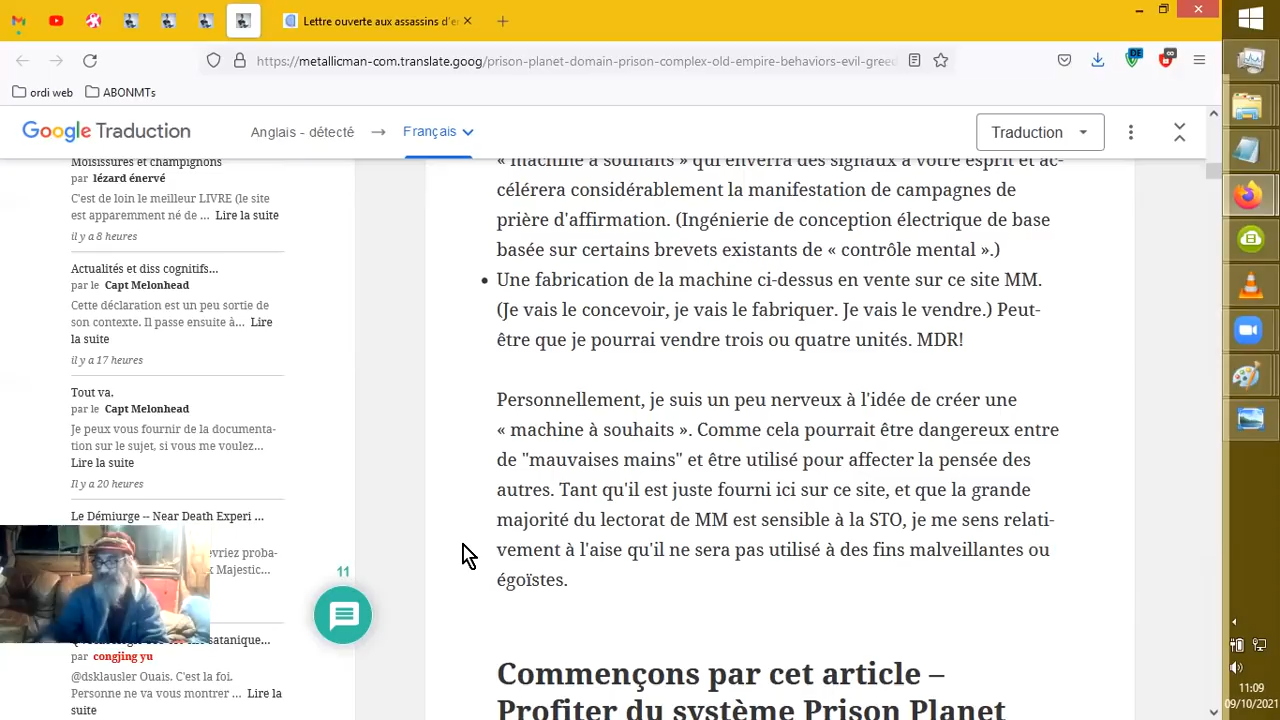 Lettre ouverte aux assassins d'e
https://metallicman-com.translate.goog/prison-planet-domain-prison-complex-old-empire-behaviors-evil-greed
ordi web
ABONMTs
Google Traduction
Anglais - détecté
Français
Traduction
Moisissures et champignons
par lézard énervé
C'est de loin le meilleur LIVRE (le site
est apparemment né de ... Lire la suite
il y a 8 heures
Actualités et diss cognitifs...
par le Capt Melonhead
Cette déclaration est un peu sortie de
son contexte. Il passe ensuite à... Lire
la suite
il y a 17 heures
Tout va.
par le Capt Melonhead
Je peux vous fournir de la documenta-
tion sur le sujet, si vous me voulez...
Lire la suite
Il y a 20 heures
Le Démiurge -- Near Death Experi ...
evriez proba-
x Majestic...
satanique...
par congjing yu
@dsklausler Ouais. C'est la foi.
Personne ne va vous montrer ... Lire la
suite
11
« machine à souhaits » qui enverra des signaux à votre esprit et ac-
célérera considérablement la manifestation de campagnes de
prière d'affirmation. (Ingénierie de conception électrique de base
basée sur certains brevets existants de « contrôle mental ».)
• Une fabrication de la machine ci-dessus en vente sur ce site MM.
(Je vais le concevoir, je vais le fabriquer. Je vais le vendre.) Peut-
être que je pourrai vendre trois ou quatre unités. MDR!
Personnellement, je suis un peu nerveux à l'idée de créer une
« machine à souhaits ». Comme cela pourrait être dangereux entre
de "mauvaises mains" et être utilisé pour affecter la pensée des
autres. Tant qu'il est juste fourni ici sur ce site, et que la grande
majorité du lectorat de MM est sensible à la STO, je me sens relati-
vement à l'aise qu'il ne sera pas utilisé à des fins malveillantes ou
égoïstes.
Commençons par cet article –
Profiter du système Prison Planet
DE
∞
11:09
09/10/2021